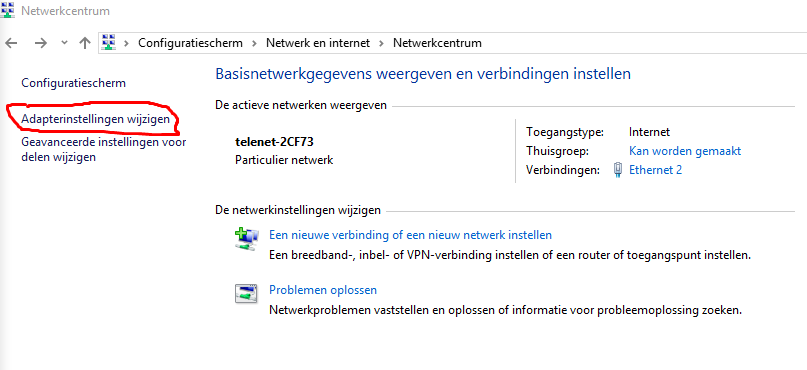 Netwerkcentrum
Configuratiescherm Netwerk en internet Netwerkcentrum
Configuratiescherm
Adapterinstellingen wijzigen
Geavanceerde instellingen voor
delen wijzigen
Basisnetwerkgegevens weergeven en verbindingen instellen
De actieve netwerken weergeven
telenet-2CF73
Particulier netwerk
Toegangstype: Internet
Thuisgroep: Kan worden gemaakt
Verbindingen: Ethernet 2
De netwerkinstellingen wijzigen
Een nieuwe verbinding of een nieuw netwerk instellen
Een breedband-, inbel- of VPN-verbinding instellen of een router of toegangspunt instellen.
Problemen oplossen
Netwerkproblemen vaststellen en oplossen of informatie voor probleemoplossing zoeken.